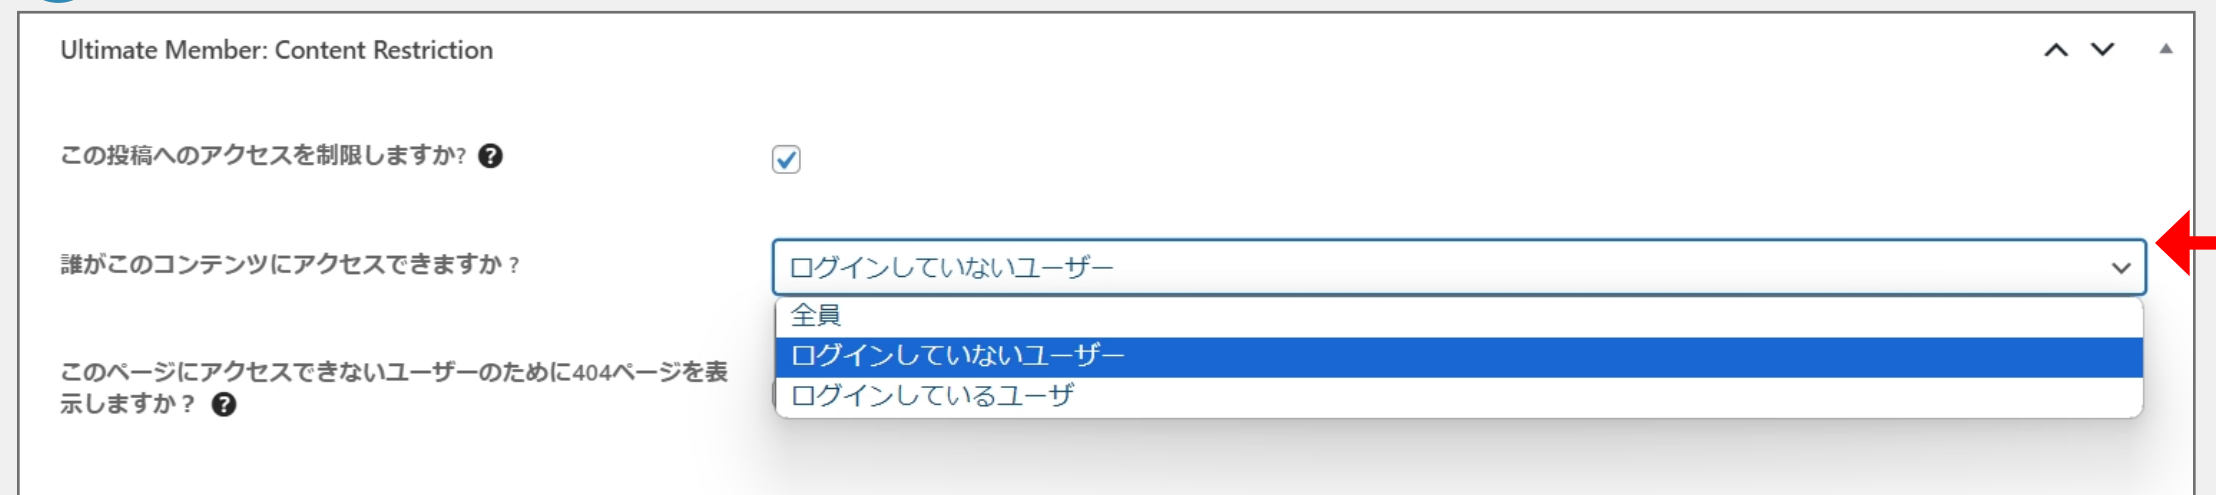 Ultimate Member: Content Restriction
この投稿へのアクセスを制限しますか?
誰がこのコンテンツにアクセスできますか ?
ログインしていないユーザー
全員
ログインしていないユーザー
ログインしているユーザ
このページにアクセスできないユーザーのために404ページを表
示しますか ?